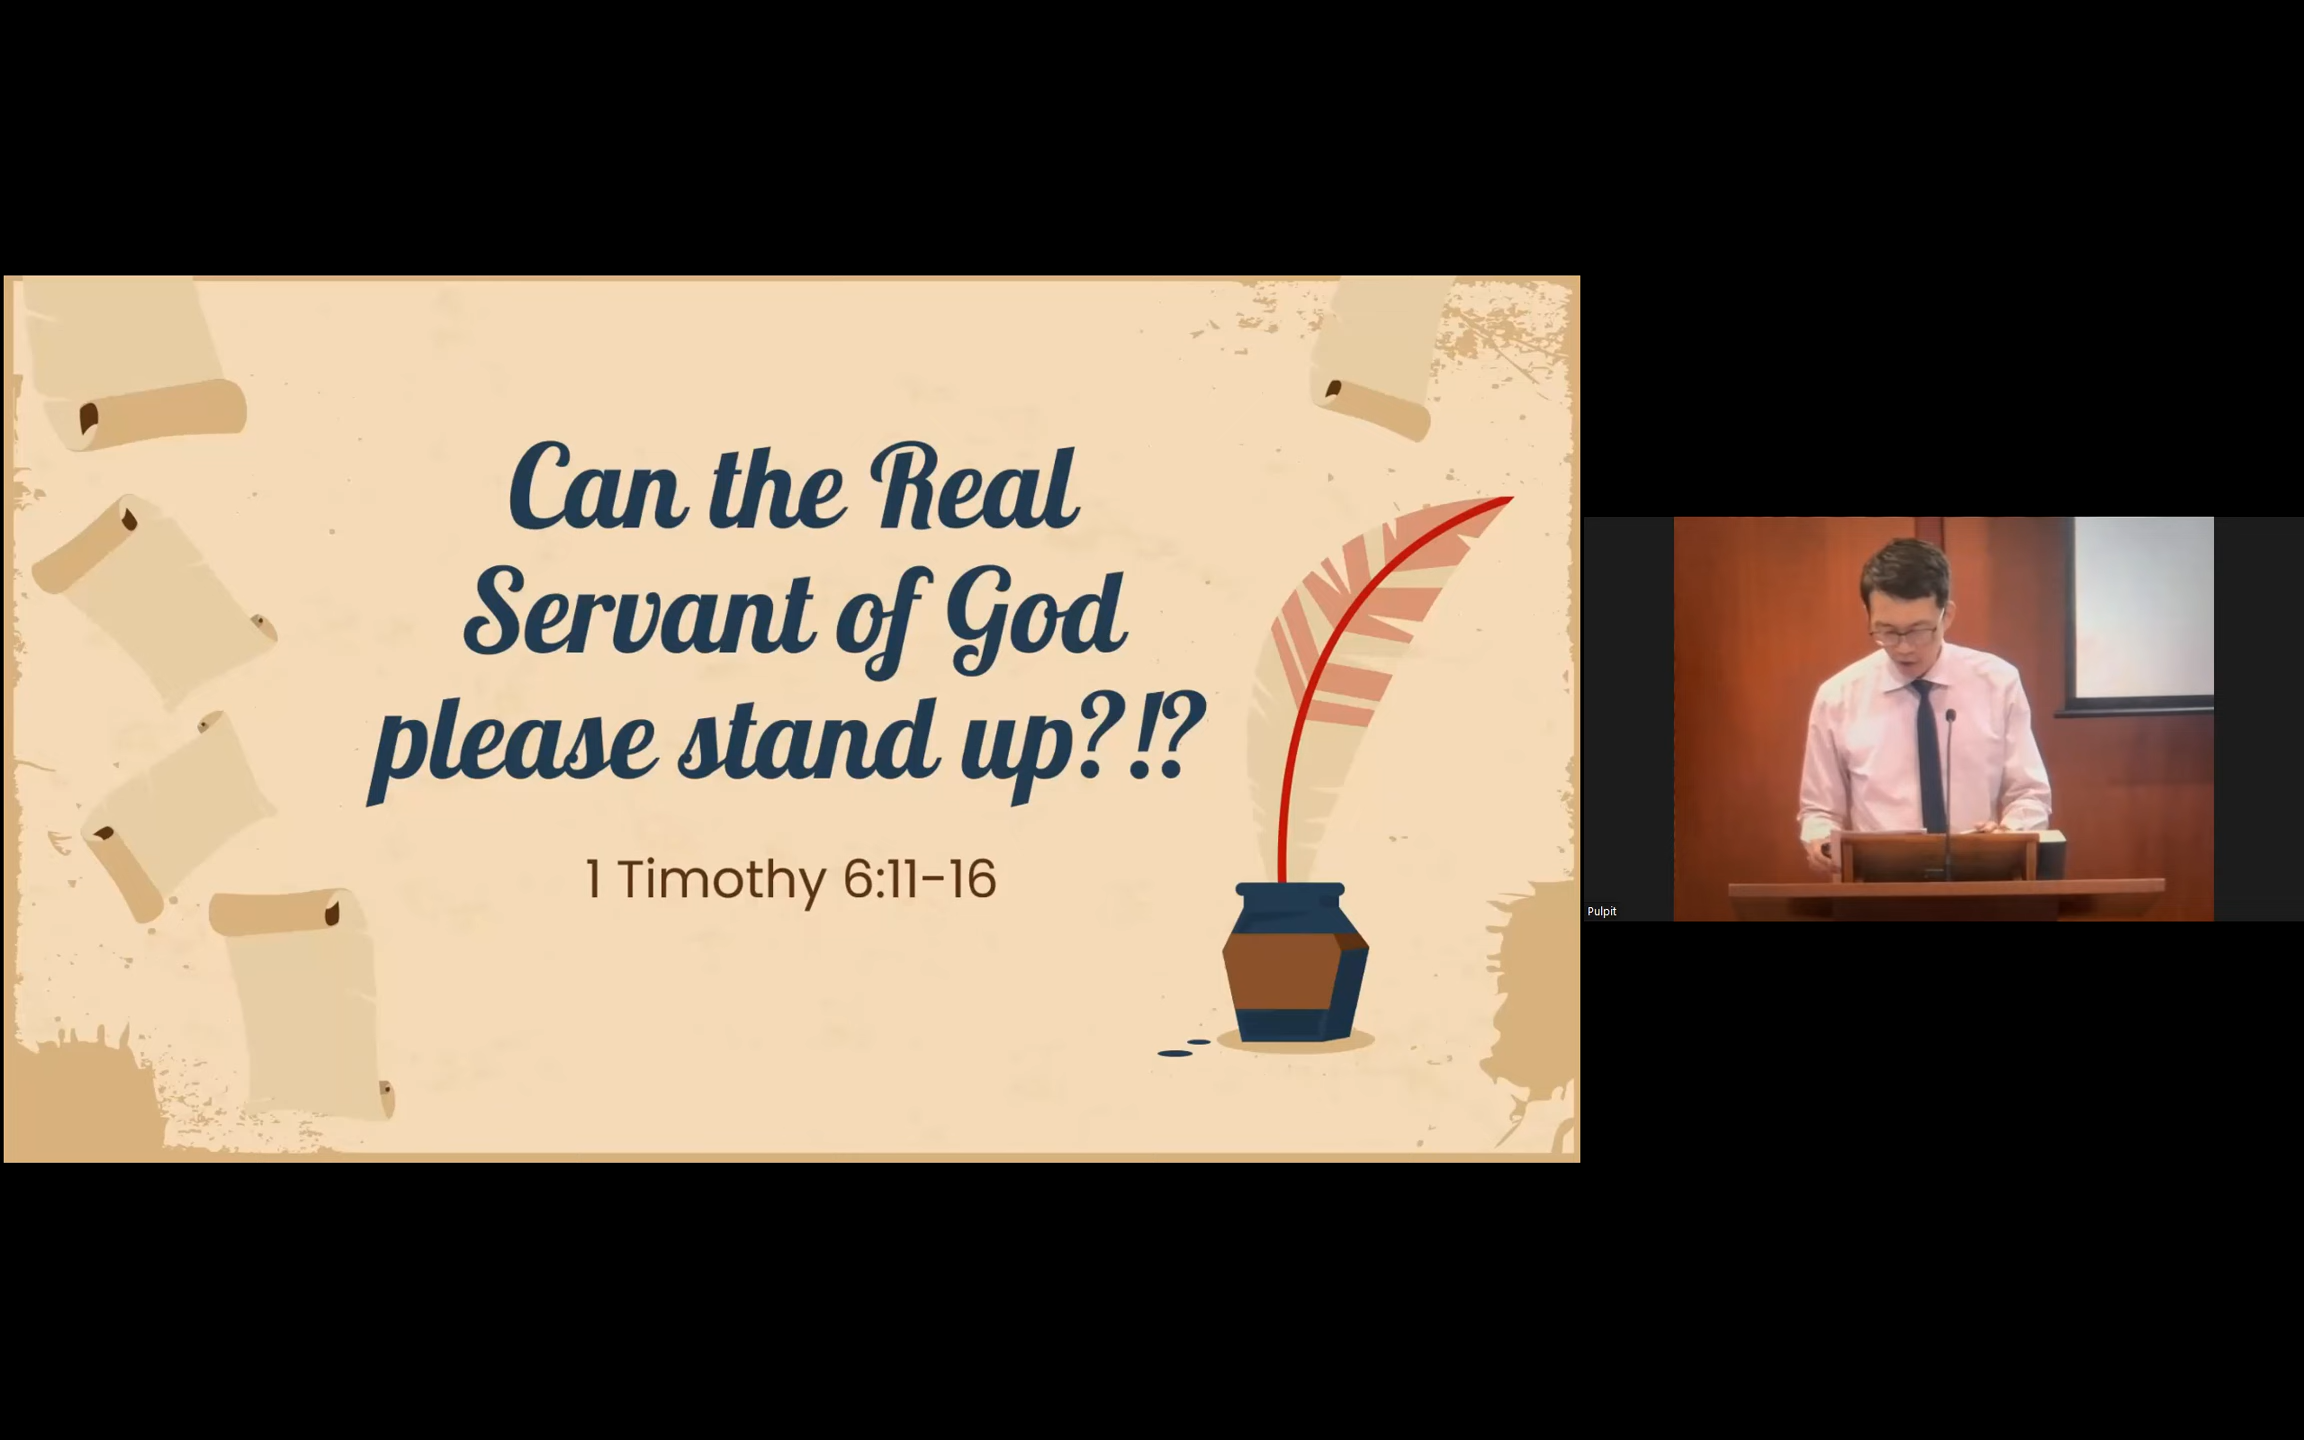 Can the Real
Servant of God
please stand up?!?
1 Timothy 6:11-16
Pulpit